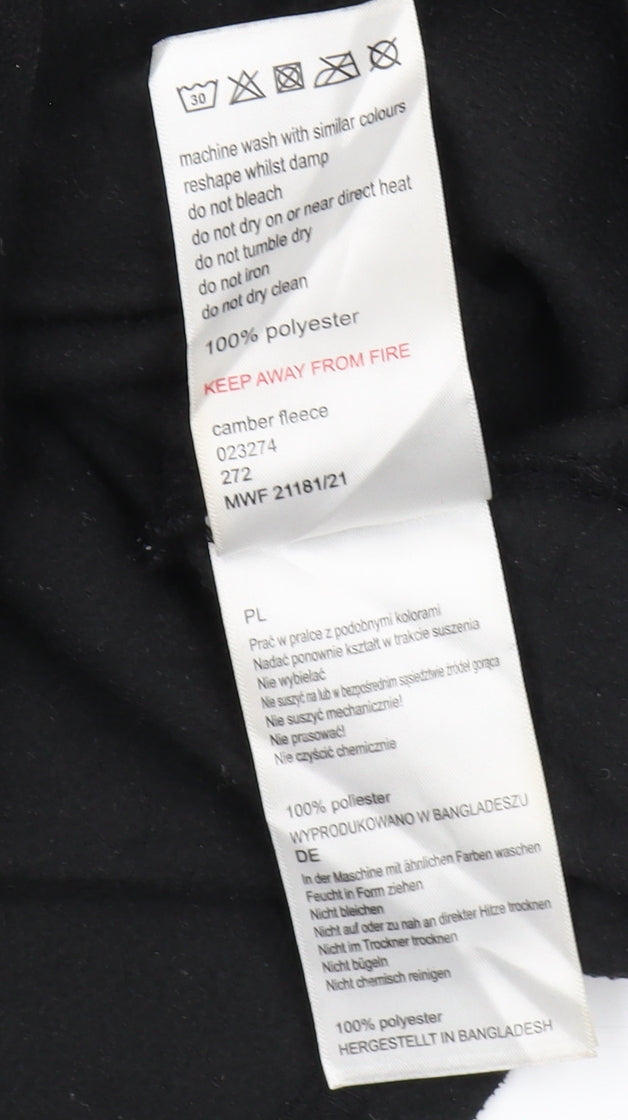 30
machine wash with similar colours
reshape whilst damp
do not bleach
do not dry on or near direct heat
do not tumble dry
do not iron
do not dry clean
100% polyester
KEEP AWAY FROM FIRE
camber fleece
023274
272
MWF 21181/21
PL
Prać w pralce z podobnymi kolorami
Nadać ponownie kształt w trakcie suszenia
Nie wybielać
Nie suszyć na lub w bezpośrednim sąsiedztwie źródeł gorąca
Nie suszyć mechanicznie!
Nie prasować!
Nie czyścić chemicznie
100% poliester
WYPRODUKOWANO W BANGLADESZU
DE
In der Maschine mit ähnlichen Farben waschen
Feucht in Form ziehen
Nicht bleichen
Nicht auf oder zu nah an direkter Hitze trocknen
Nicht im Trockner trocknen
Nicht bügeln
Nicht chemisch reinigen
100% polyester
HERGESTELLT IN BANGLADESH